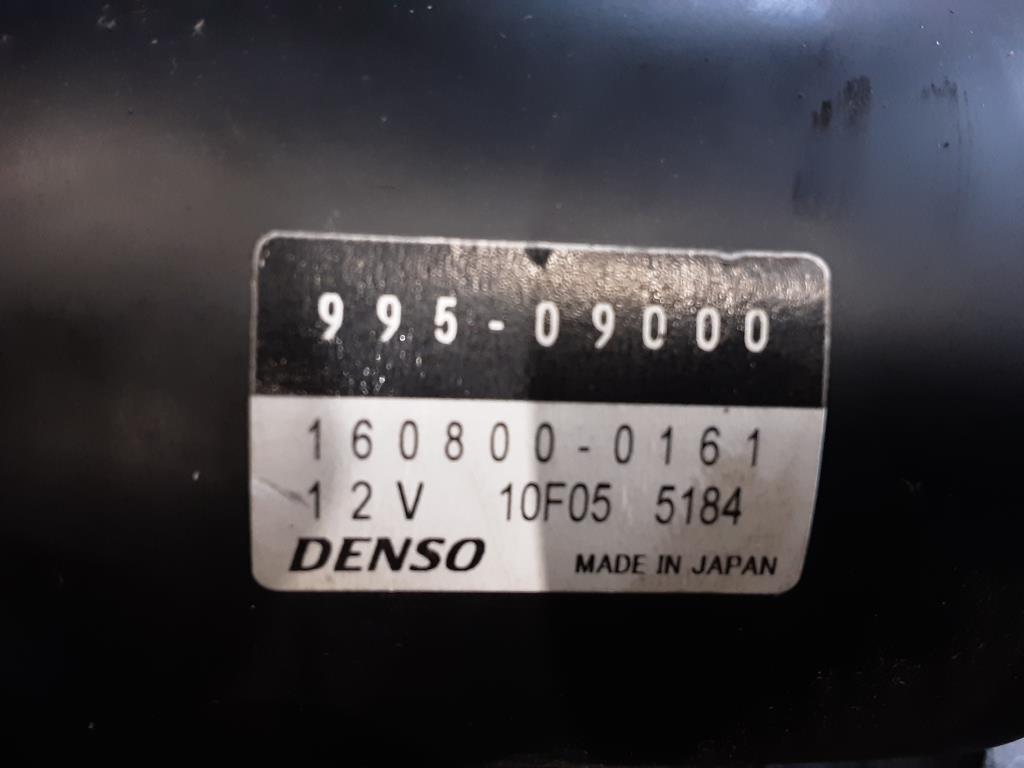 995-09000
160800-0161
12V 10F05 5184
DENSO MADE IN JAPAN